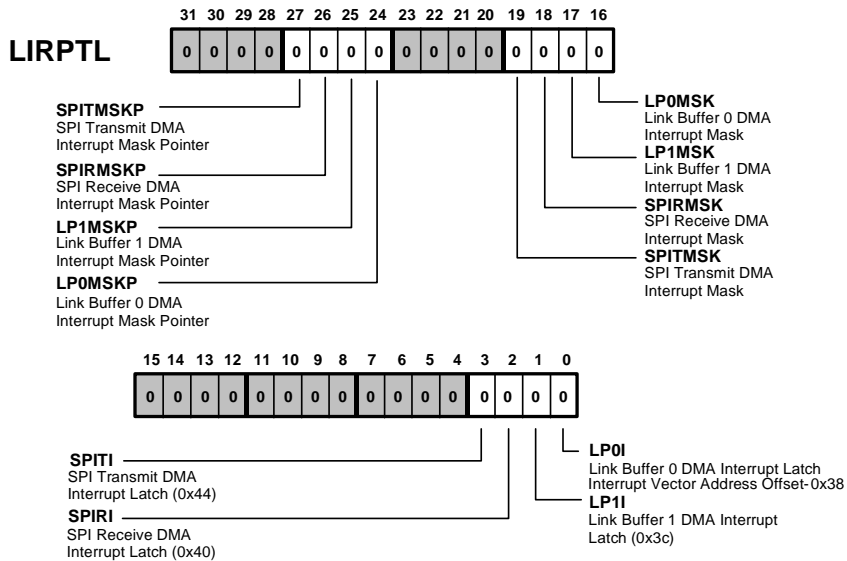 31 30 29 28 27 26 25 24 23 22 21 20 19 18 17 16
LIRPTL
0 0 0 0 0 0 0 0 0 0 0 0 0 0 0 0
SPITMSKP
SPI Transmit DMA
Interrupt Mask Pointer
SPIRMSKP
SPI Receive DMA
Interrupt Mask Pointer
LP1MSKP
Link Buffer 1 DMA
Interrupt Mask Pointer
LP0MSKP
Link Buffer 0 DMA
Interrupt Mask Pointer
LP0MSK
Link Buffer 0 DMA
Interrupt Mask
LP1MSK
Link Buffer 1 DMA
Interrupt Mask
SPIRMSK
SPI Receive DMA
Interrupt Mask
SPITMSK
SPI Transmit DMA
Interrupt Mask
15 14 13 12 11 10 9 8 7 6 5 4 3 2 1 0
0 0 0 0 0 0 0 0 0 0 0 0 0 0 0 0
SPITI
SPI Transmit DMA
Interrupt Latch (0x44)
SPIRI
SPI Receive DMA
Interrupt Latch (0x40)
LP0I
Link Buffer 0 DMA Interrupt Latch
Interrupt Vector Address Offset-0x38
LP1I
Link Buffer 1 DMA Interrupt
Latch (0x3c)